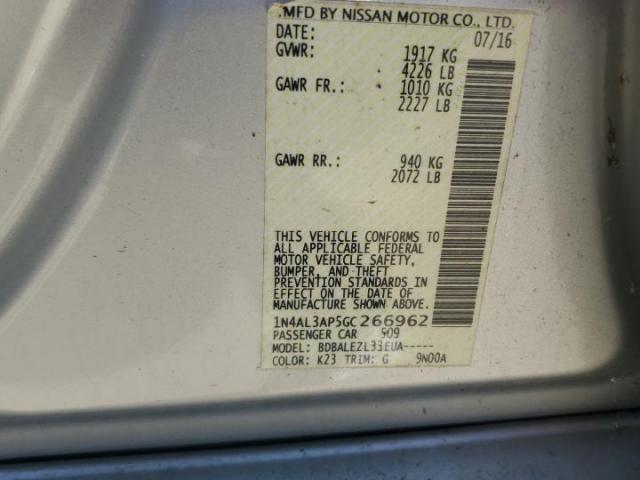 MFD BY NISSAN MOTOR CO., LTD.
DATE: 07/16
GVWR: 1917 KG
4226 LB
GAWR FR.: 1010 KG
2227 LB
GAWR RR.: 940 KG
2072 LB
THIS VEHICLE CONFORMS TO
ALL APPLICABLE FEDERAL
MOTOR VEHICLE SAFETY,
BUMPER, AND THEFT
PREVENTION STANDARDS IN
EFFECT ON THE DATE OF
MANUFACTURE SHOWN ABOVE.
1N4AL3AP5GC266962
PASSENGER CAR 509
MODEL: BDBALEZL33EUA-----
COLOR: K23 TRIM: G 9N00A